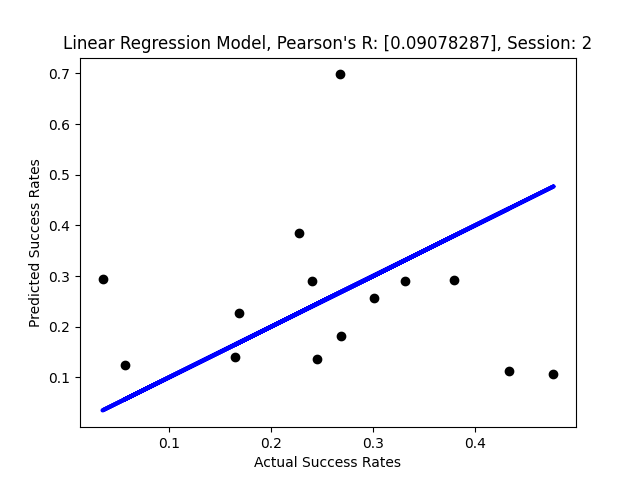 Linear Regression Model, Pearson's R: [0.09078287], Session: 2
0.7
0.6
0.5
0.4
0.3
0.2
0.1
Predicted Success Rates
0.1 0.2 0.3 0.4
Actual Success Rates